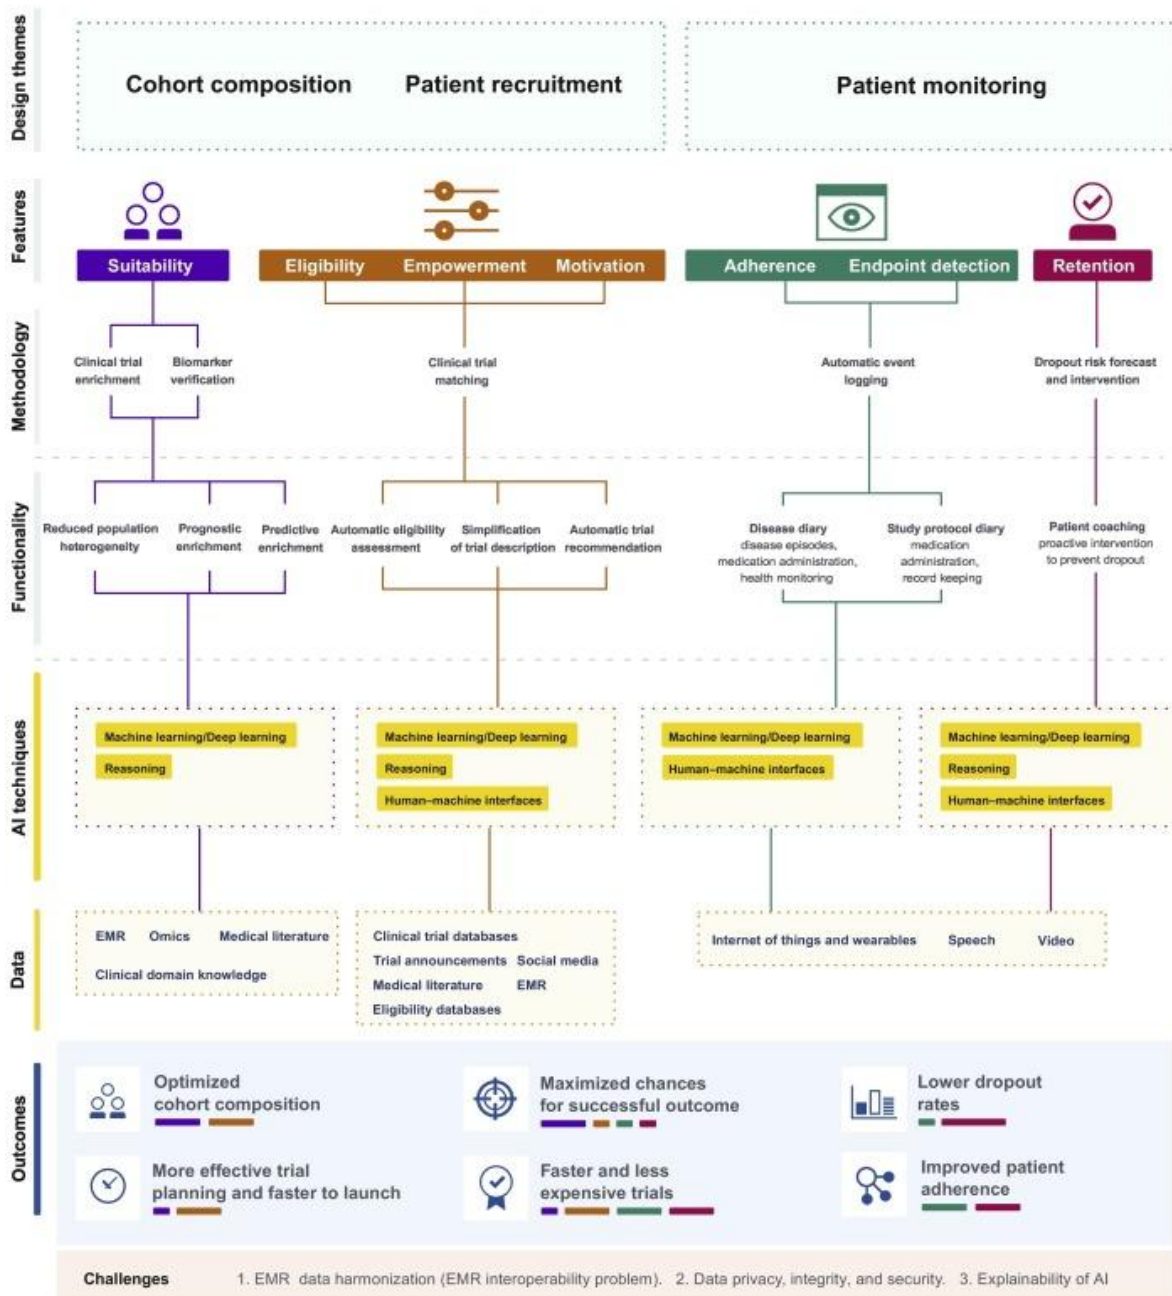 Design themes
Cohort composition Patient recruitment Patient monitoring
Features
Suitability Eligibility Empowerment Motivation Adherence Endpoint detection Retention
Methodology
Clinical trial
enrichment
Biomarker
verification
Clinical trial
matching
Automatic event
logging
Dropout risk forecast
and intervention
Functionality
Reduced population
heterogeneity
Prognostic
enrichment
Predictive
enrichment
Automatic eligibility
assessment
Simplification
of trial description
Automatic trial
recommendation
Disease diary
disease episodes,
medication administration,
health monitoring
Study protocol diary
medication
administration,
record keeping
Patient coaching
proactive intervention
to prevent dropout
AI techniques
Machine learning/Deep learning
Reasoning
Machine learning/Deep learning
Reasoning
Human–machine interfaces
Machine learning/Deep learning
Human–machine interfaces
Machine learning/Deep learning
Reasoning
Human–machine interfaces
Data
EMR Omics Medical literature
Clinical domain knowledge
Clinical trial databases
Trial announcements Social media
Medical literature EMR
Eligibility databases
Internet of things and wearables Speech Video
Outcomes
Optimized
cohort composition
Maximized chances
for successful outcome
Lower dropout
rates
More effective trial
planning and faster to launch
Faster and less
expensive trials
Improved patient
adherence
Challenges 1. EMR data harmonization (EMR interoperability problem). 2. Data privacy, integrity, and security. 3. Explainability of AI